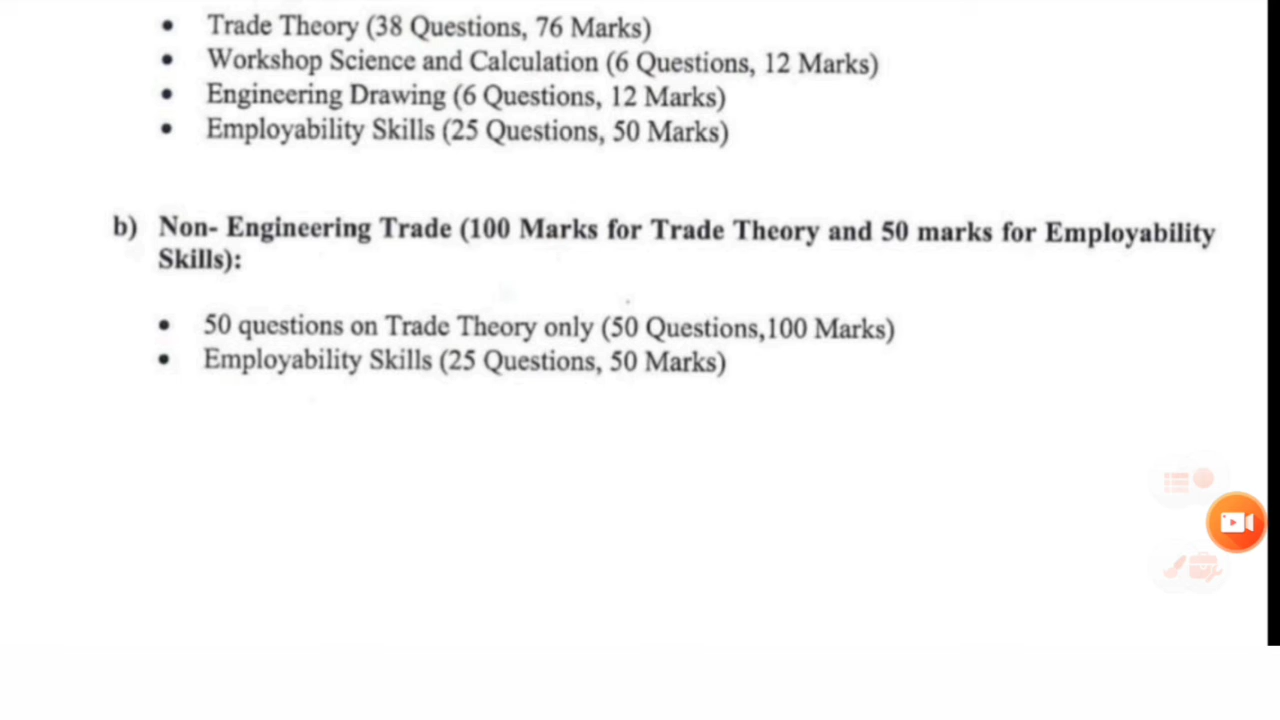 • Trade Theory (38 Questions, 76 Marks)
• Workshop Science and Calculation (6 Questions, 12 Marks)
• Engineering Drawing (6 Questions, 12 Marks)
• Employability Skills (25 Questions, 50 Marks)
b) Non- Engineering Trade (100 Marks for Trade Theory and 50 marks for Employability
Skills):
• 50 questions on Trade Theory only (50 Questions,100 Marks)
• Employability Skills (25 Questions, 50 Marks)